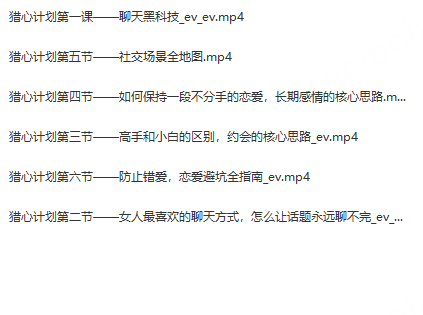 猎心计划第一课——聊天黑科技_ev_ev.mp4
猎心计划第五节——社交场景全地图.mp4
猎心计划第四节——如何保持一段不分手的恋爱，长期感情的核心思路.m...
猎心计划第三节——高手和小白的区别，约会的核心思路_ev.mp4
猎心计划第六节——防止错爱，恋爱避坑全指南_ev.mp4
猎心计划第二节——女人最喜欢的聊天方式，怎么让话题永远聊不完_ev_...